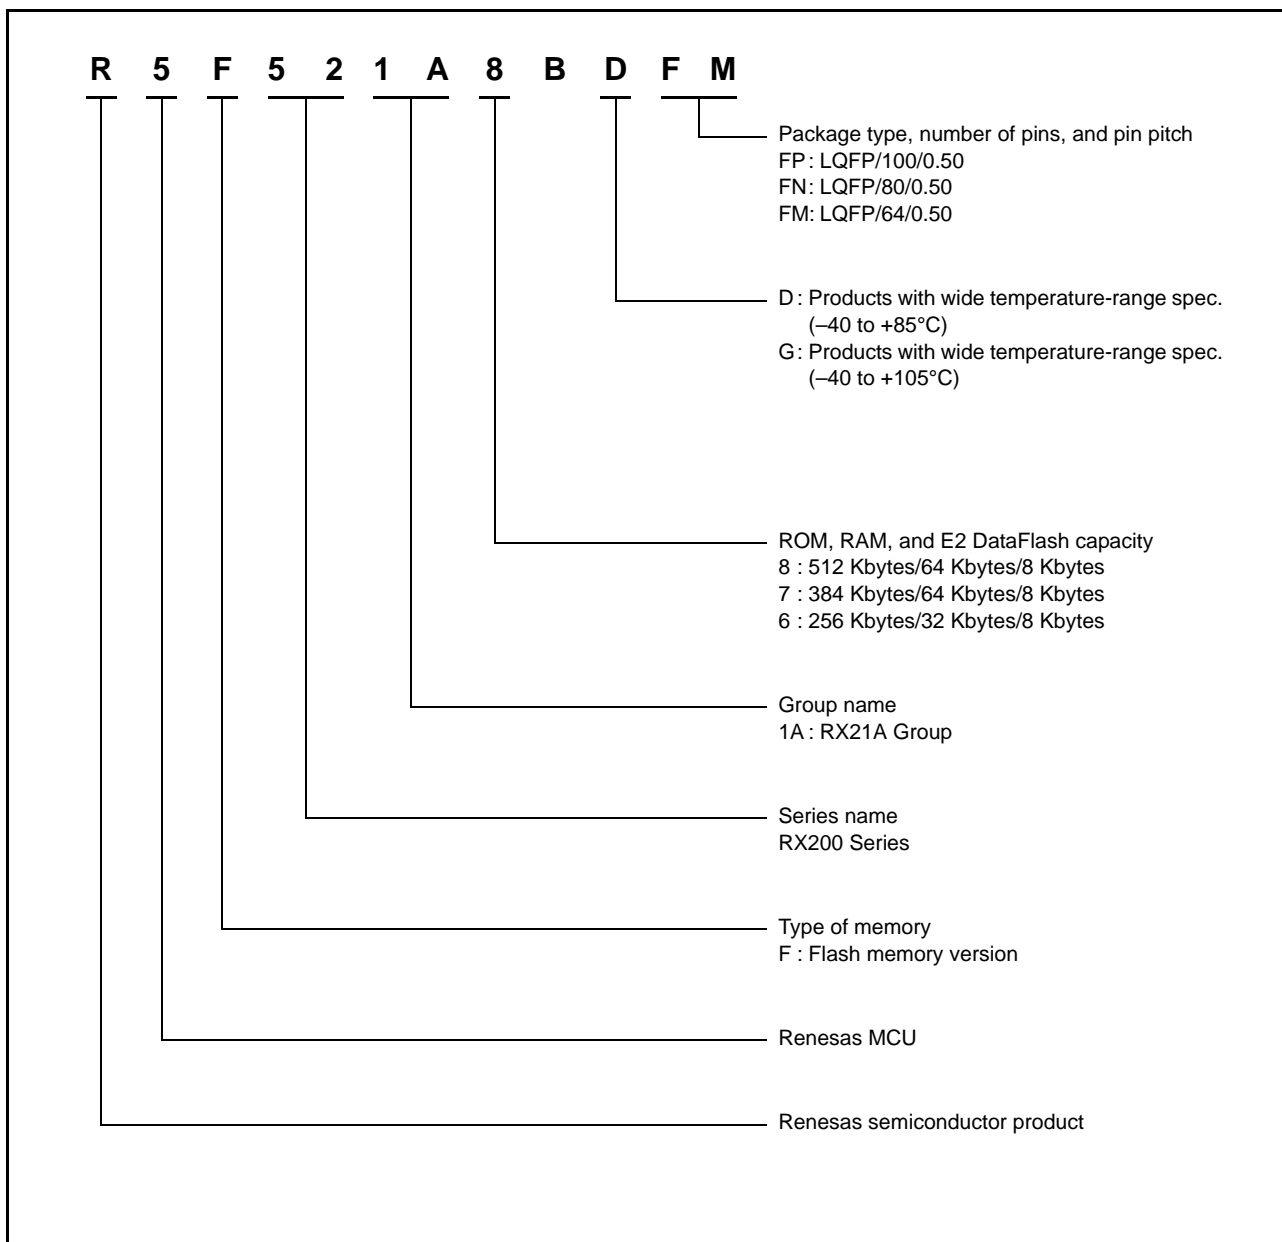 R 5 F 5 2 1 A 8 B D F M
Package type, number of pins, and pin pitch
FP: LQFP/100/0.50
FN: LQFP/80/0.50
FM: LQFP/64/0.50
D: Products with wide temperature-range spec.
(–40 to +85°C)
G: Products with wide temperature-range spec.
(–40 to +105°C)
ROM, RAM, and E2 DataFlash capacity
8 : 512 Kbytes/64 Kbytes/8 Kbytes
7 : 384 Kbytes/64 Kbytes/8 Kbytes
6 : 256 Kbytes/32 Kbytes/8 Kbytes
Group name
1A : RX21A Group
Series name
RX200 Series
Type of memory
F : Flash memory version
Renesas MCU
Renesas semiconductor product